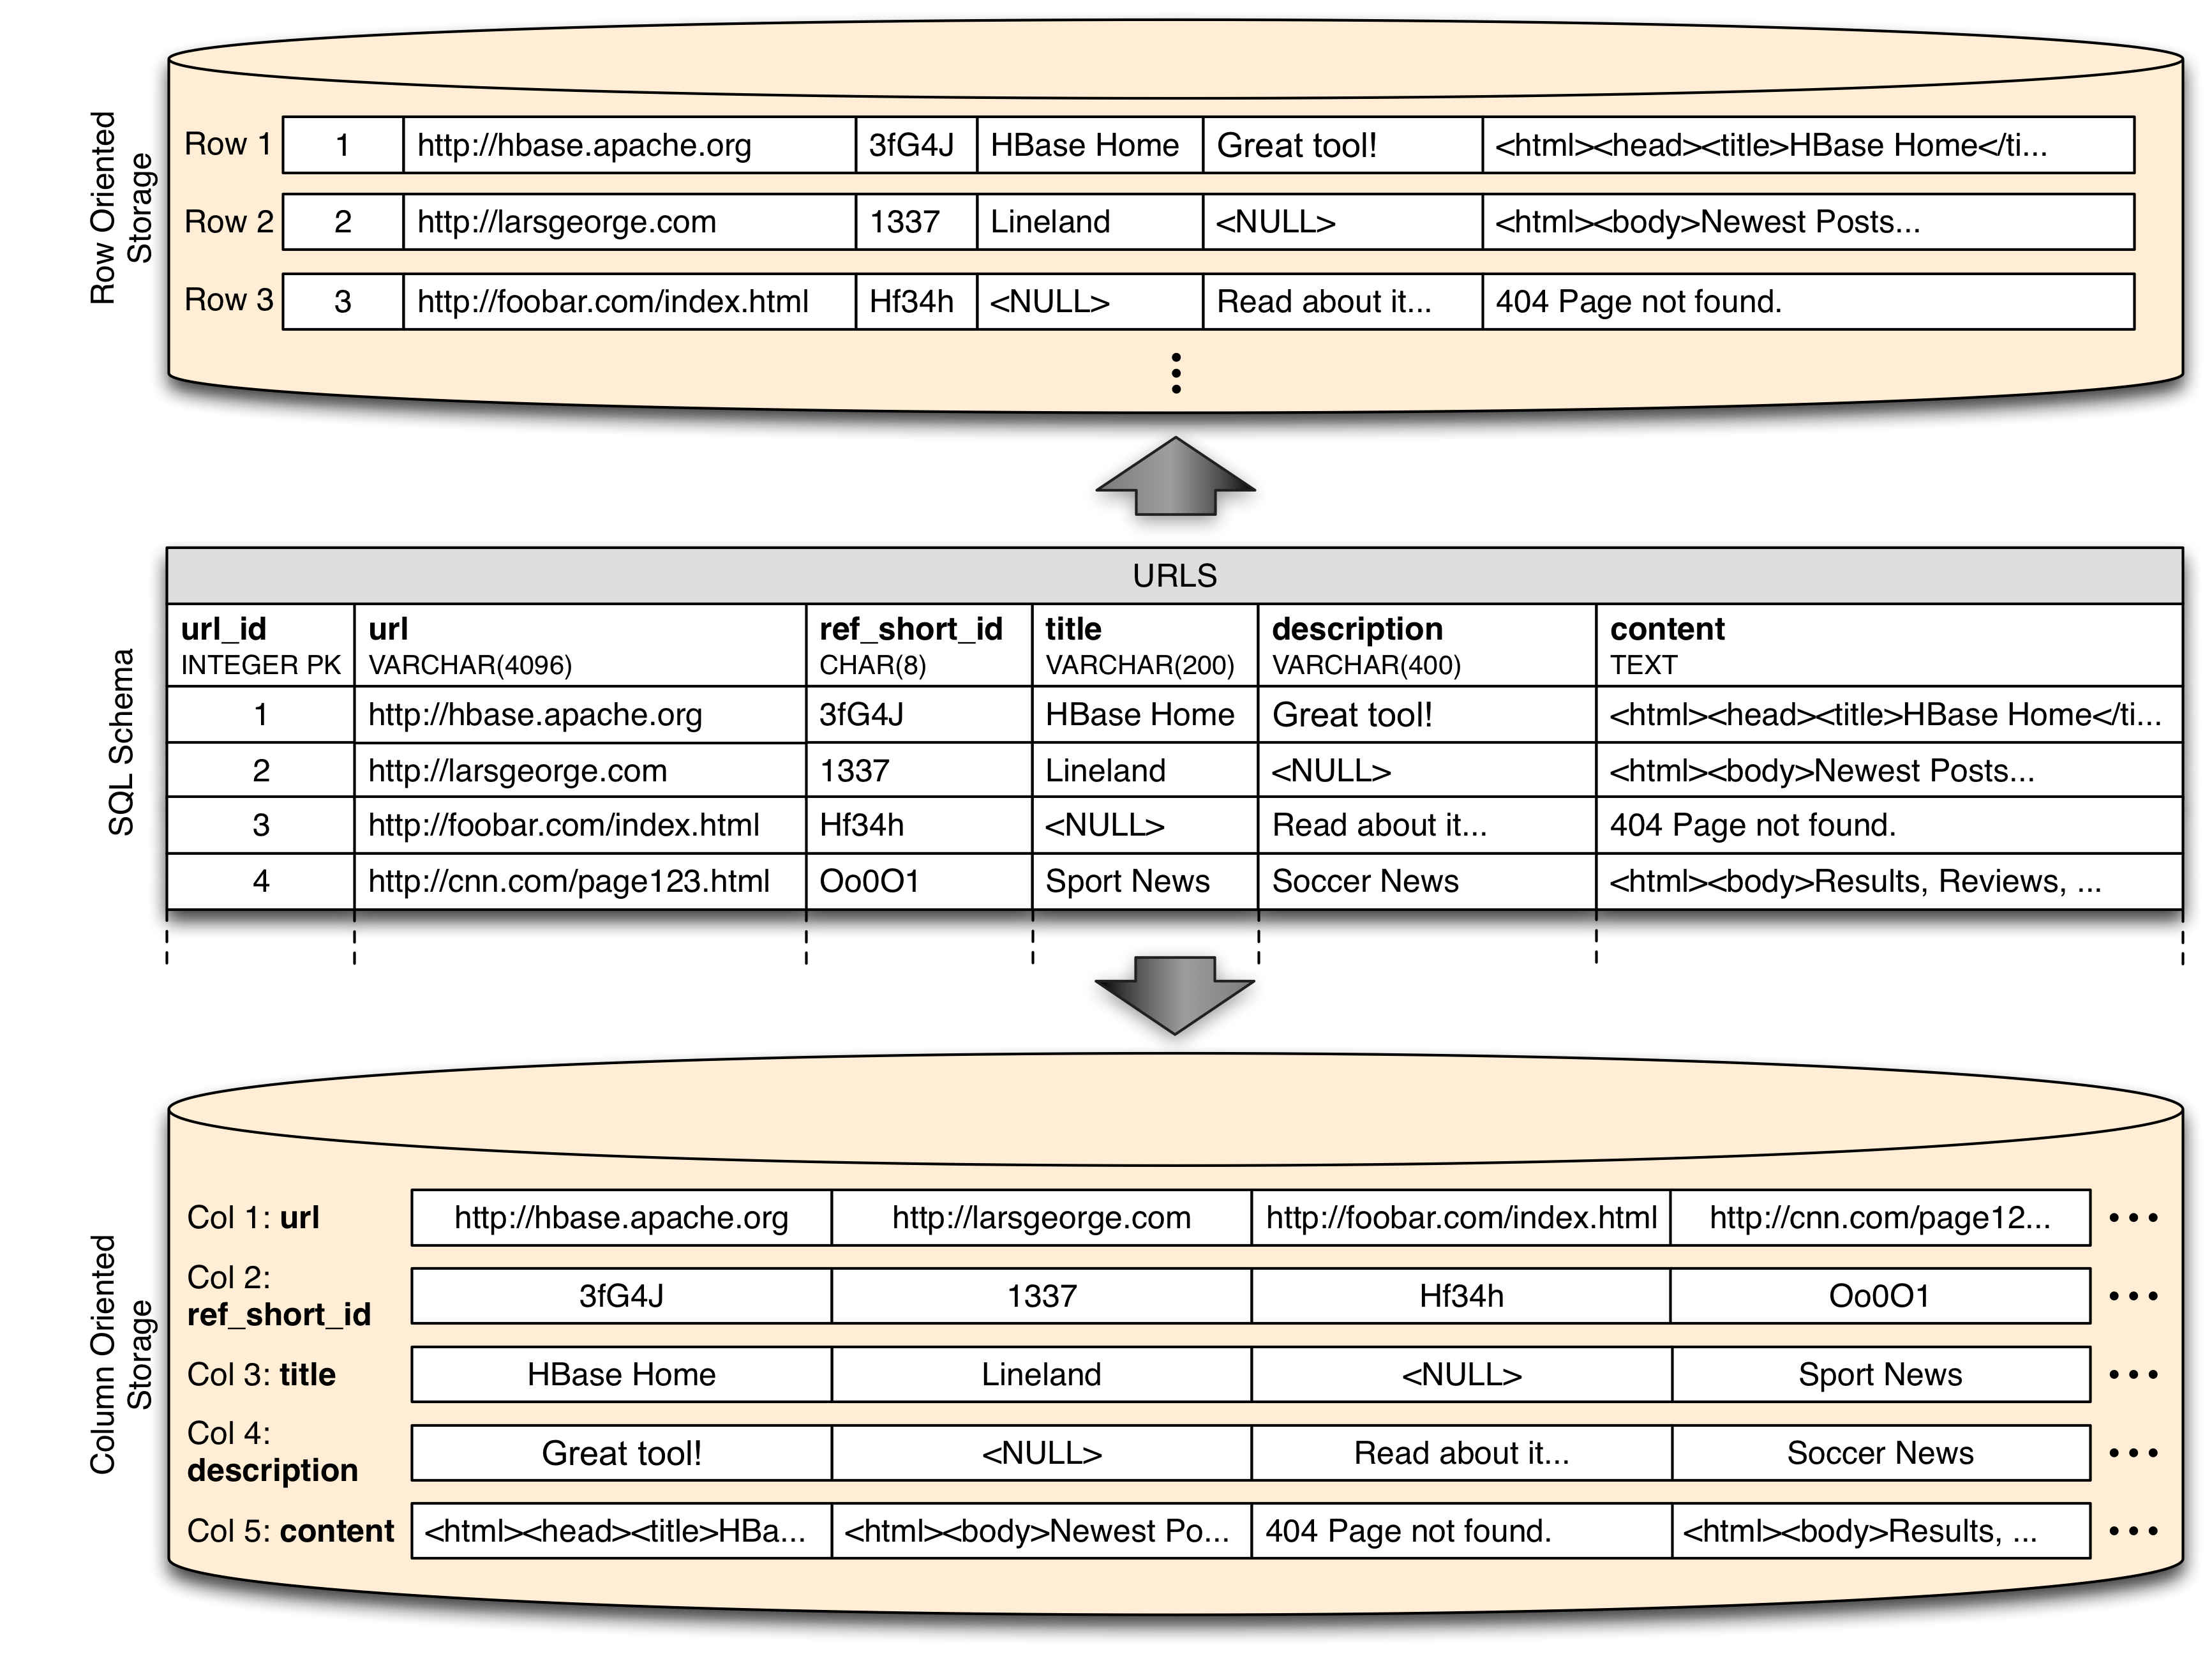 Row Oriented
Storage
Row 1 1 http://hbase.apache.org 3fG4J HBase Home Great tool! <html><head><title>HBase Home</ti...
Row 2 2 http://larsgeorge.com 1337 Lineland <NULL> <html><body>Newest Posts...
Row 3 3 http://foobar.com/index.html Hf34h <NULL> Read about it... 404 Page not found.
SQL Schema
URLS
url_id url ref_short_id title description content
INTEGER PK VARCHAR(4096) CHAR(8) VARCHAR(200) VARCHAR(400) TEXT
1 http://hbase.apache.org 3fG4J HBase Home Great tool! <html><head><title>HBase Home</ti...
2 http://larsgeorge.com 1337 Lineland <NULL> <html><body>Newest Posts...
3 http://foobar.com/index.html Hf34h <NULL> Read about it... 404 Page not found.
4 http://cnn.com/page123.html Oo0O1 Sport News Soccer News <html><body>Results, Reviews, ...
Column Oriented
Storage
Col 1: url http://hbase.apache.org http://larsgeorge.com http://foobar.com/index.html http://cnn.com/page12...
Col 2:
ref_short_id 3fG4J 1337 Hf34h Oo0O1
Col 3: title HBase Home Lineland <NULL> Sport News
Col 4:
description Great tool! <NULL> Read about it... Soccer News
Col 5: content <html><head><title>HBa... <html><body>Newest Po... 404 Page not found. <html><body>Results, ...